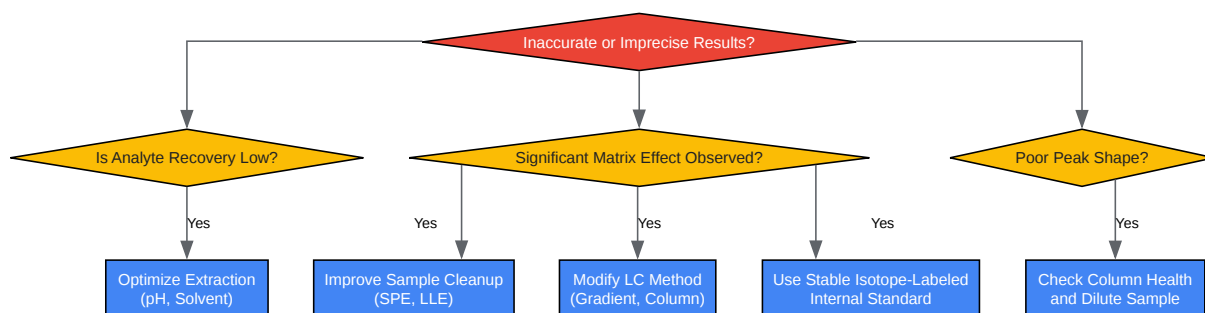 Inaccurate or Imprecise Results?
Is Analyte Recovery Low?
Significant Matrix Effect Observed?
Poor Peak Shape?
Yes
Yes
Yes
Yes
Yes
Optimize Extraction
(pH, Solvent)
Improve Sample Cleanup
(SPE, LLE)
Modify LC Method
(Gradient, Column)
Use Stable Isotope-Labeled
Internal Standard
Check Column Health
and Dilute Sample